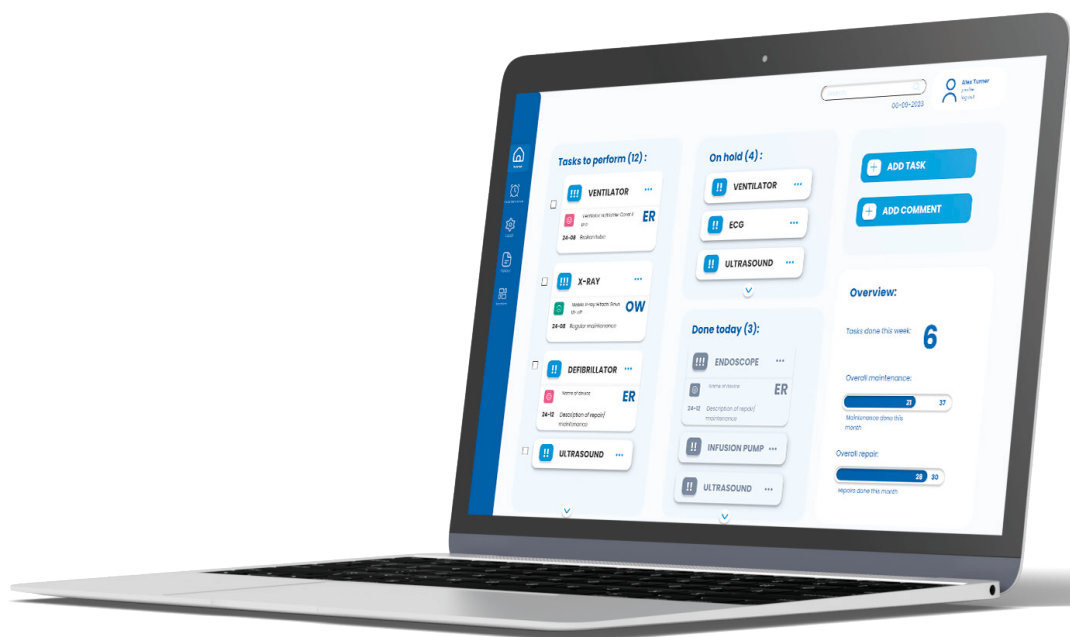 Alex Turner
profile
logout
Tasks to perform (12) :
!!! VENTILATOR ...
ER
24-08
!!! X-RAY ...
OW
24-08 Regular maintenance
!! DEFIBRILLATOR ...
Name of device ER
24-12 Description of repair/
maintenance
!! ULTRASOUND ...
On hold (4) :
!! VENTILATOR ...
!! ECG ...
!! ULTRASOUND ...
Done today (3):
!!! ENDOSCOPE ...
Name of device ER
24-12 Description of repair/
maintenance
!! INFUSION PUMP ...
!! ULTRASOUND ...
+ ADD TASK
+ ADD COMMENT
Overview:
Tasks done this week: 6
Overall maintenance:
21 37
Maintenance done this
month
Overall repair:
28 30
Repairs done this month